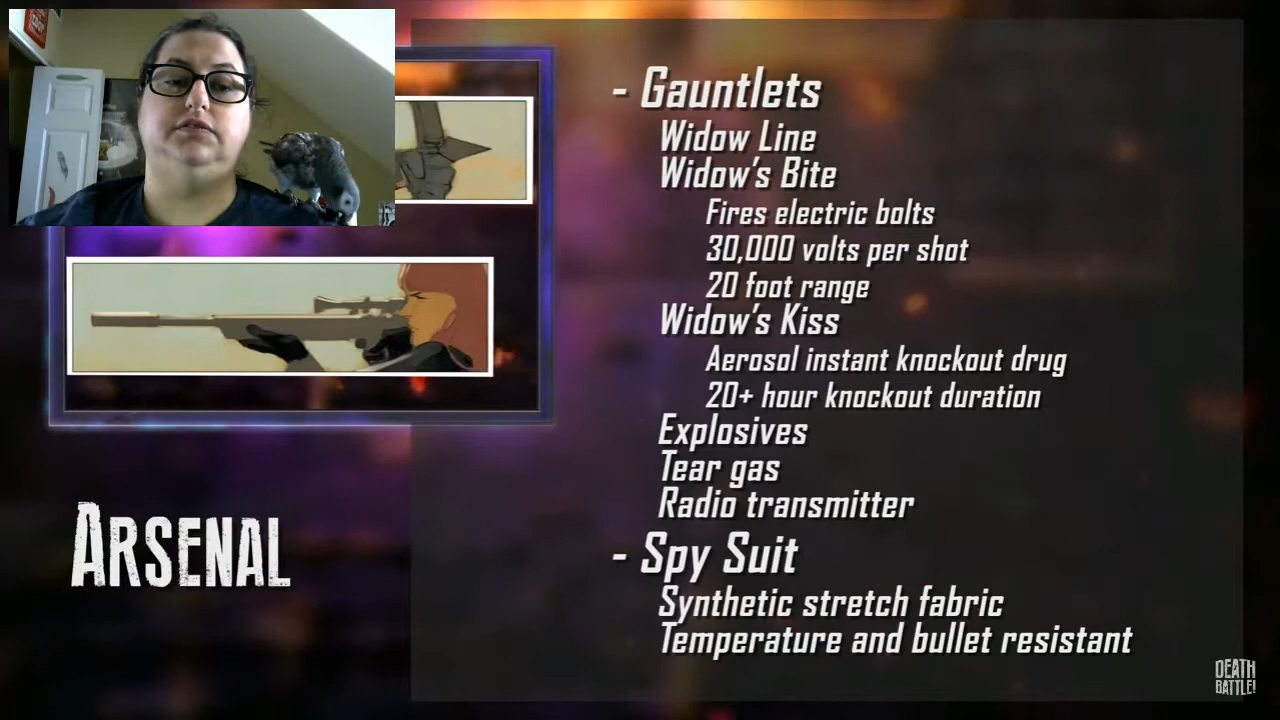 - Gauntlets
Widow Line
Widow's Bite
Fires electric bolts
30,000 volts per shot
20 foot range
Widow's Kiss
Aerosol instant knockout drug
20+ hour knockout duration
Explosives
Tear gas
Radio transmitter
- Spy Suit
Synthetic stretch fabric
Temperature and bullet resistant
ARSENAL
DEATH
BATTLE!